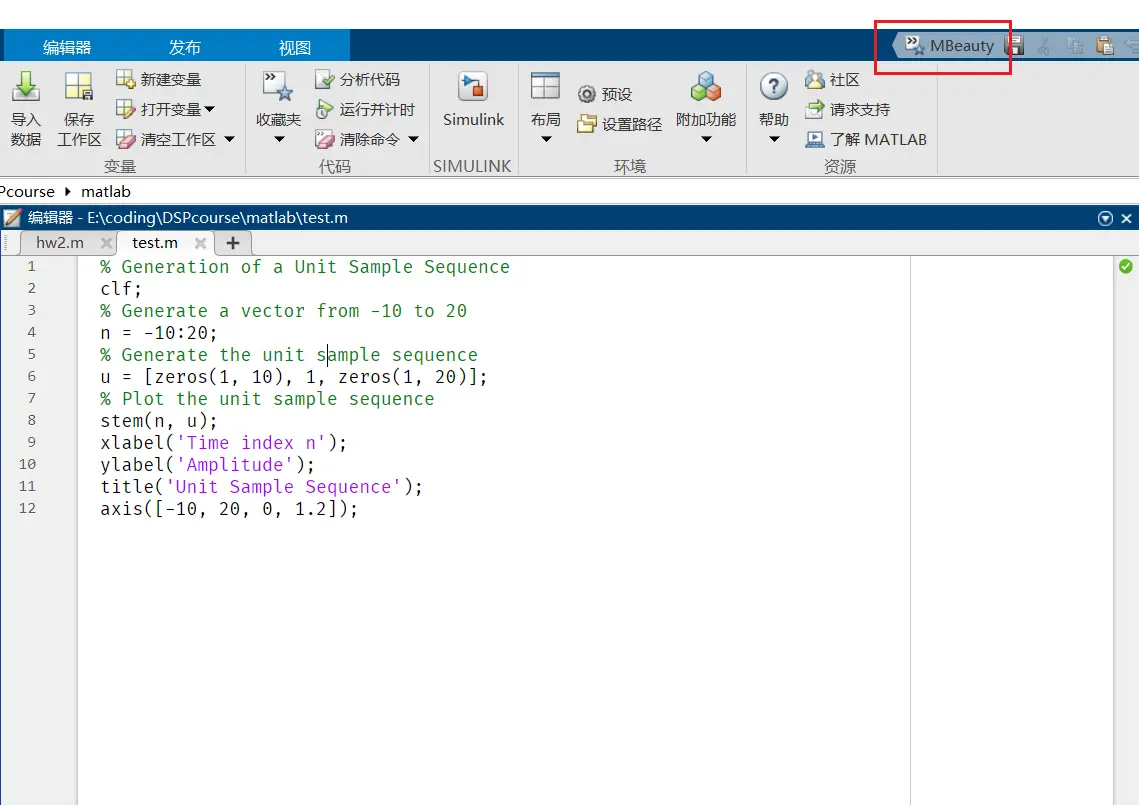 编辑器 发布 视图 MBeauty
导入
数据
保存
工作区
新建变量
打开变量
清空工作区
变量
收藏夹
分析代码
运行并计时
清除命令
代码
Simulink
SIMULINK
布局
预设
设置路径
附加功能
环境
帮助
社区
请求支持
了解 MATLAB
资源
Pcourse matlab
编辑器 - E:\coding\DSPcourse\matlab\test.m
hw2.m test.m
1 % Generation of a Unit Sample Sequence
2 clf;
3 % Generate a vector from -10 to 20
4 n = -10:20;
5 % Generate the unit sample sequence
6 u = [zeros(1, 10), 1, zeros(1, 20)];
7 % Plot the unit sample sequence
8 stem(n, u);
9 xlabel('Time index n');
10 ylabel('Amplitude');
11 title('Unit Sample Sequence');
12 axis([-10, 20, 0, 1.2]);